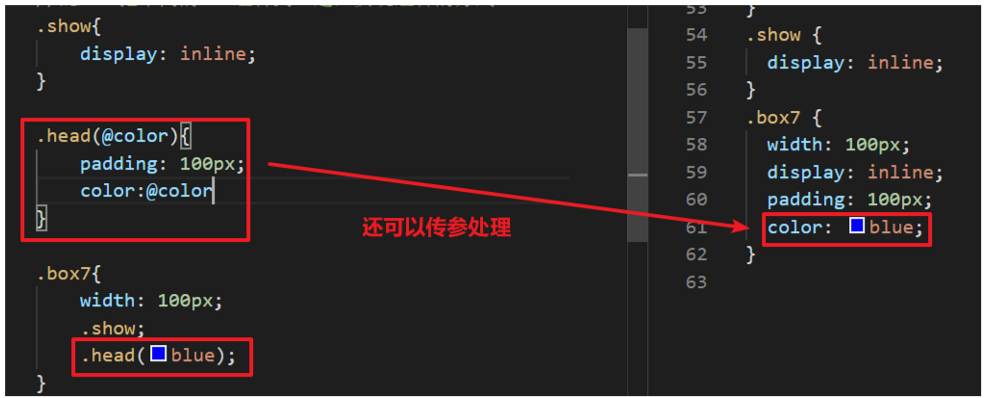 .show{
display: inline;
}
.head(@color){
padding: 100px;
color:@color
}
还可以传参处理
.box7{
width: 100px;
.show;
.head(blue);
}
53 }
54 .show {
55 display: inline;
56 }
57 .box7 {
58 width: 100px;
59 display: inline;
60 padding: 100px;
61 color: blue;
62 }
63